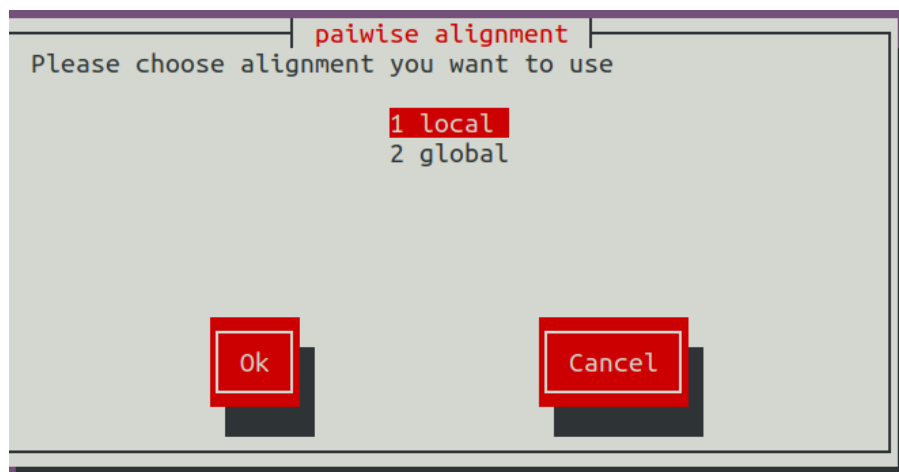 paiwise alignment
Please choose alignment you want to use
1 local
2 global
Ok Cancel